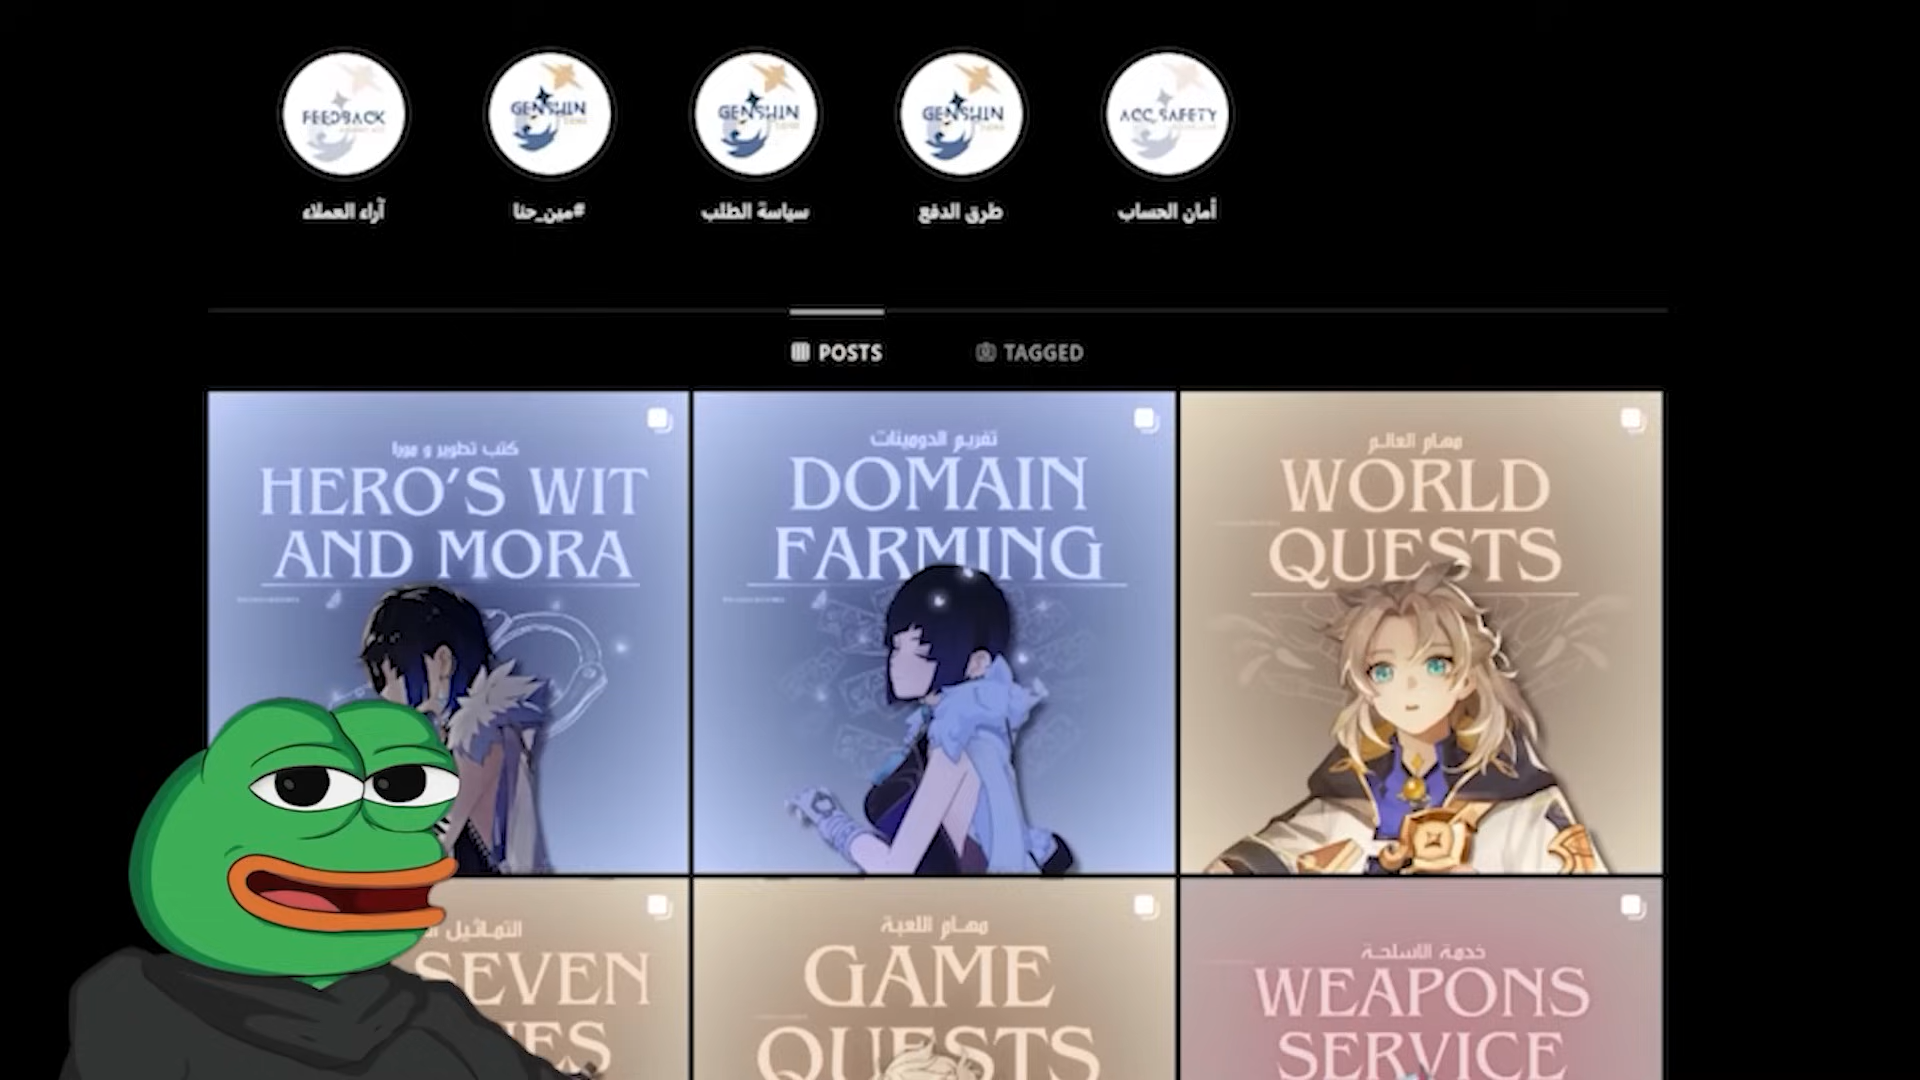 FEEDBACK
GENSHIN
GENSHIN
GENSHIN
ACC SAFETY
آراء العملاء
#مين_حنا
سياسة الطلب
طرق الدفع
أمان الحساب
POSTS
TAGGED
كتب تطوير و مورا
HERO'S WIT
AND MORA
تفريم الدومينات
DOMAIN
FARMING
مهام العالم
WORLD
QUESTS
التماثيل
SEVEN
مهام اللعبة
GAME
QUESTS
خدمة الاسلحة
WEAPONS
SERVICE